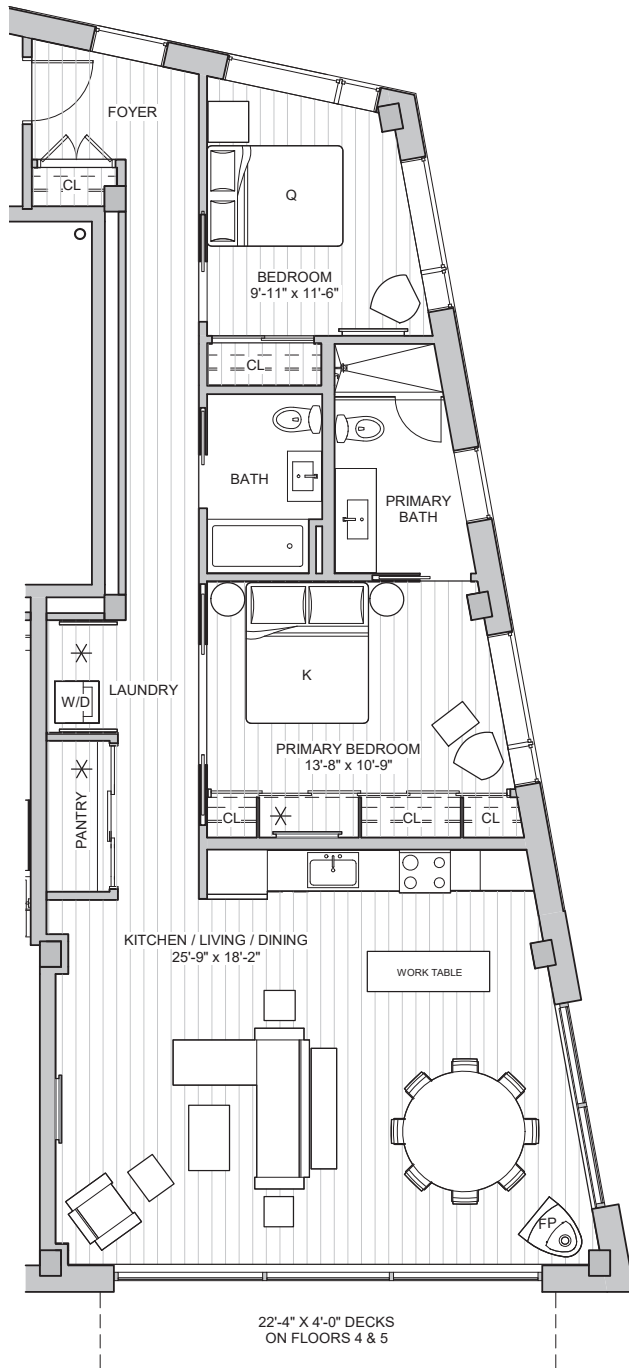 FOYER
CL
Q
BEDROOM
9'-11" x 11'-6"
CL
BATH
PRIMARY
BATH
K
W/D
LAUNDRY
PRIMARY BEDROOM
13'-8" x 10'-9"
PANTRY
CL
CL
CL
KITCHEN / LIVING / DINING
25'-9" x 18'-2"
WORK TABLE
FP
22'-4" X 4'-0" DECKS
ON FLOORS 4 & 5